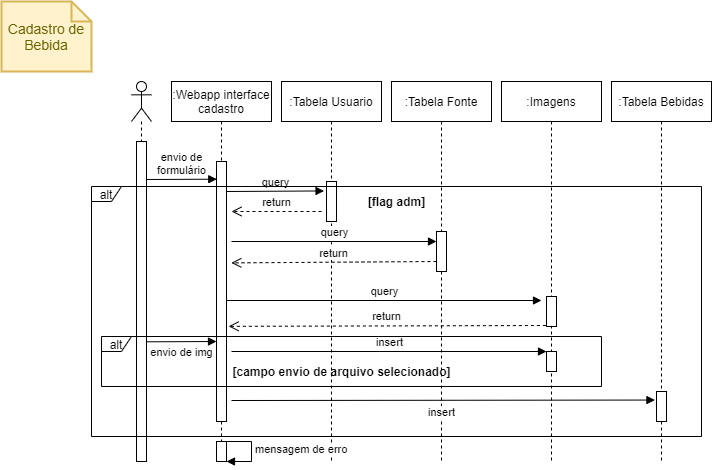 Cadastro de
Bebida
:Webapp interface
cadastro
:Tabela Usuario
:Tabela Fonte
:Imagens
:Tabela Bebidas
envio de
formulário
alt
query
return
[flag adm]
query
return
query
return
alt
envio de img
insert
[campo envio de arquivo selecionado]
insert
mensagem de erro